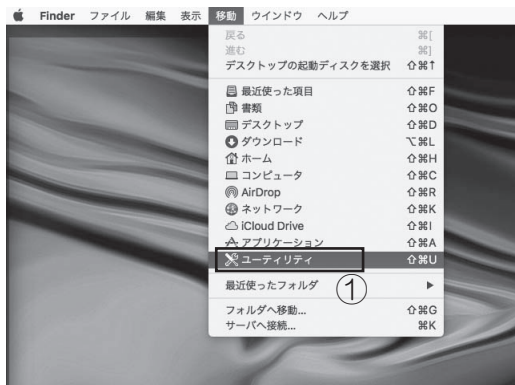 Finder ファイル 編集 表示 移動 ウインドウ ヘルプ
戻る ⌘[
進む ⌘]
デスクトップの起動ディスクを選択 ⇧⌘↑
最近使った項目 ⇧⌘F
書類 ⇧⌘O
デスクトップ ⇧⌘D
ダウンロード ⌥⌘L
ホーム ⇧⌘H
コンピュータ ⇧⌘C
AirDrop ⇧⌘R
ネットワーク ⇧⌘K
iCloud Drive ⇧⌘I
アプリケーション ⇧⌘A
ユーティリティ ⇧⌘U
最近使ったフォルダ ▶
①
フォルダへ移動... ⇧⌘G
サーバへ接続... ⌘K